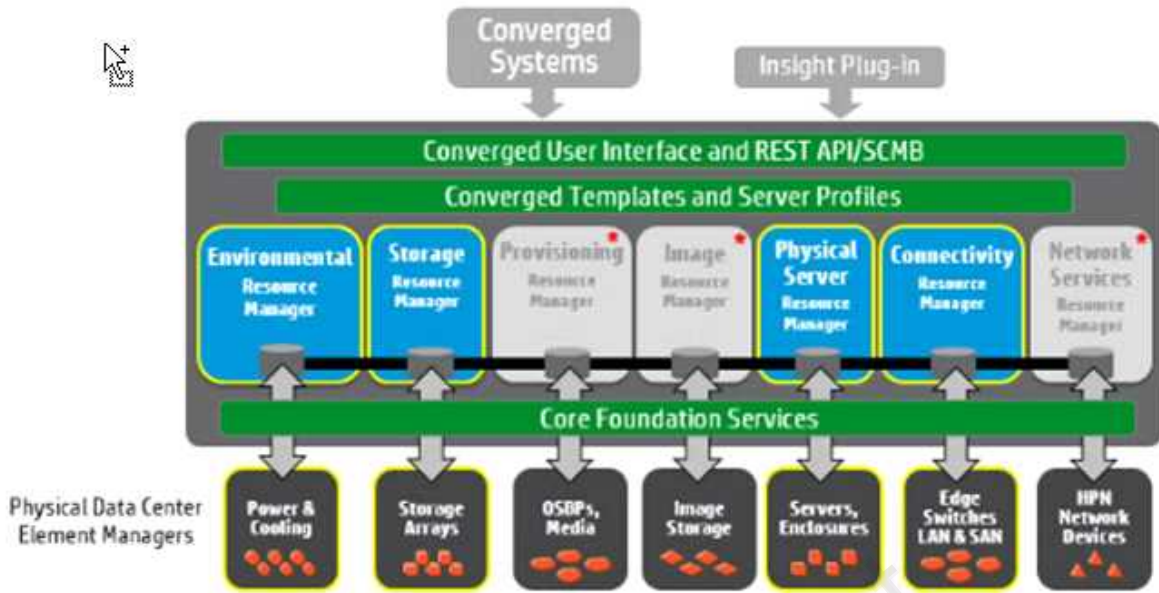 Converged
Systems
Insight Plug-in
Converged User Interface and REST API/SCMB
Converged Templates and Server Profiles
Environmental
Resource
Manager
Storage
Resource
Manager
Provisioning
Resource
Manager
Image
Resource
Manager
Physical
Server
Resource
Manager
Connectivity
Resource
Manager
Network
Services
Resource
Manager
Core Foundation Services
Physical Data Center
Element Managers
Power &
Cooling
Storage
Arrays
OSBPs,
Media
Image
Storage
Servers,
Enclosures
Edge
Switches
LAN & SAN
HPN
Network
Devices